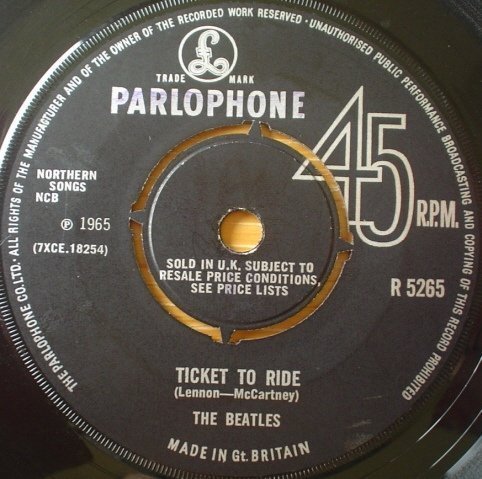 THE PARLOPHONE CO.LTD. · ALL RIGHTS OF THE MANUFACTURER AND OF THE OWNER OF THE RECORDED WORK RESERVED · UNAUTHORISED PUBLIC PERFORMANCE BROADCASTING AND COPYING OF THIS RECORD PROHIBITED
£
TRADE MARK
PARLOPHONE
45
R.P.M.
NORTHERN
SONGS
NCB
℗ 1965
(7XCE.18254)
SOLD IN U.K. SUBJECT TO
RESALE PRICE CONDITIONS,
SEE PRICE LISTS
R 5265
TICKET TO RIDE
(Lennon—McCartney)
THE BEATLES
MADE IN Gt. BRITAIN